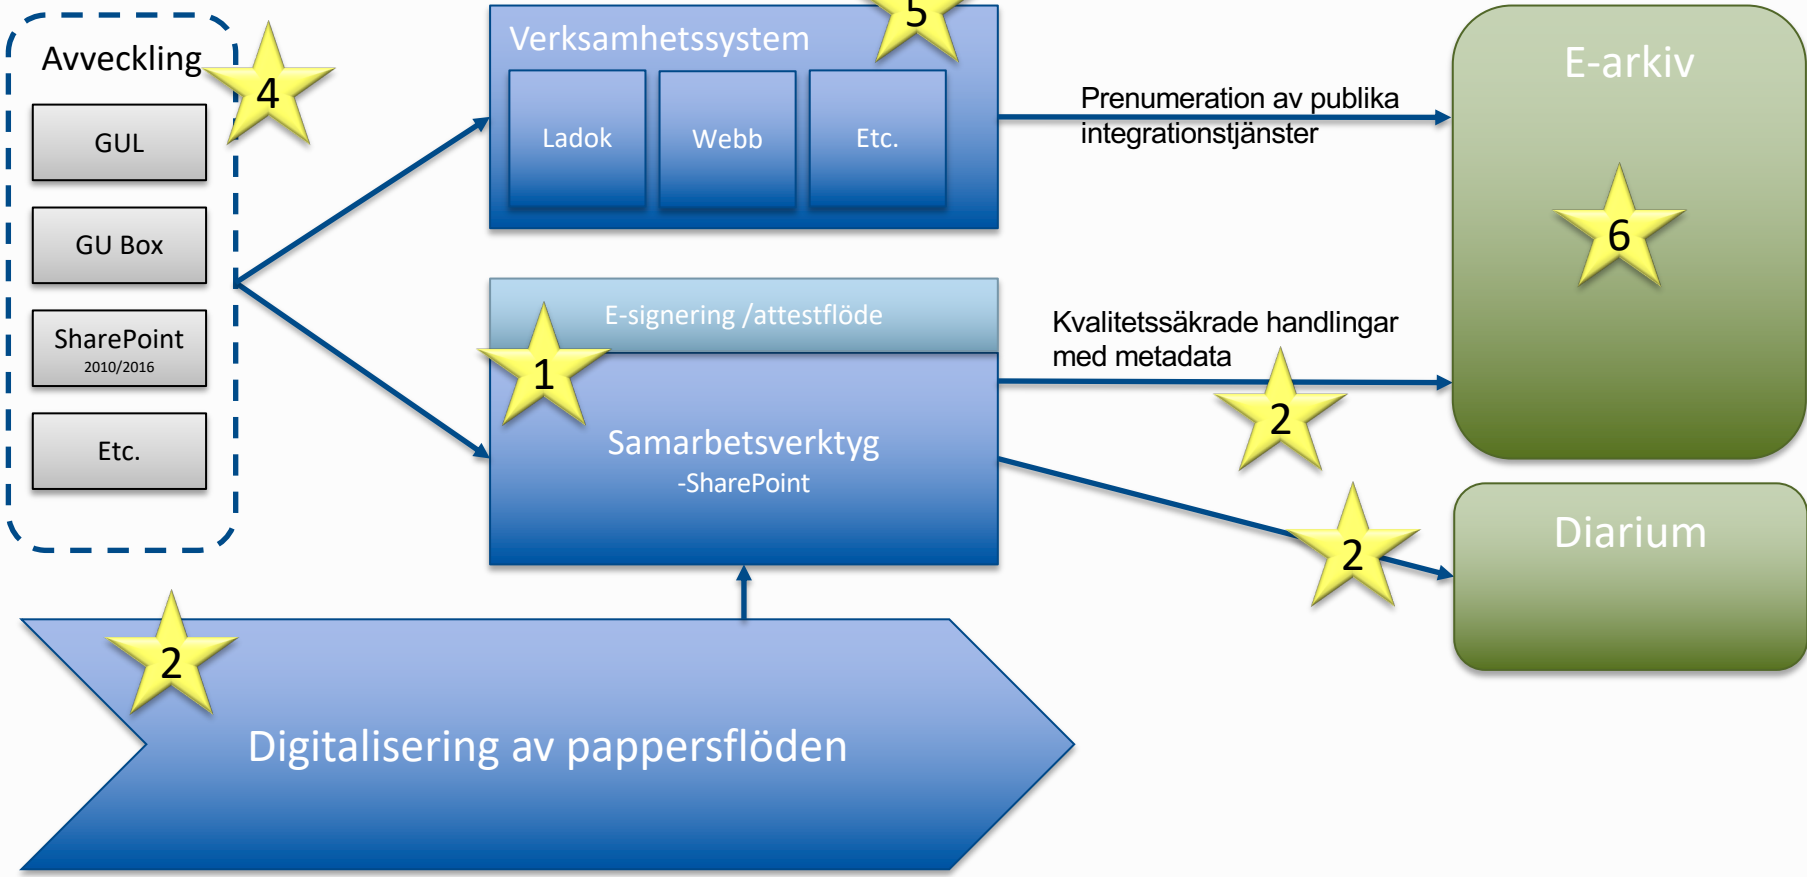 Avveckling
4
GUL
GU Box
SharePoint
2010/2016
Etc.
5
Verksamhetssystem
Ladok
Webb
Etc.
Prenumeration av publika
integrationstjänster
E-arkiv
6
E-signering /attestflöde
1
Samarbetsverktyg
-SharePoint
Kvalitetssäkrade handlingar
med metadata
2
2
Diarium
2
Digitalisering av pappersflöden